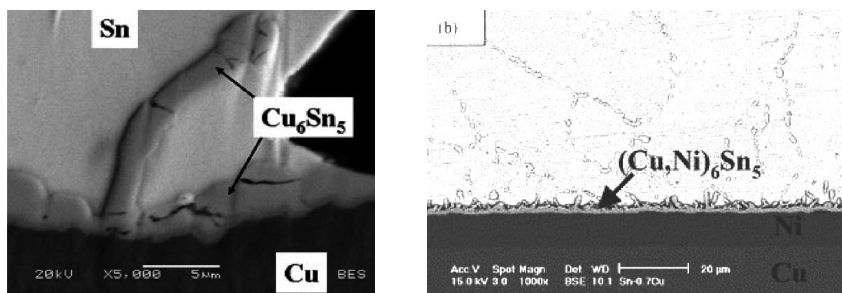 Sn
Cu6Sn5
20kV X5,000 5μm Cu BES
(b)
(Cu,Ni)6Sn5
Ni
Acc.V Spot Magn Det WD 20 μm
15.0 kV 3.0 1000x BSE 10.1 Sn-0.7Cu
Cu